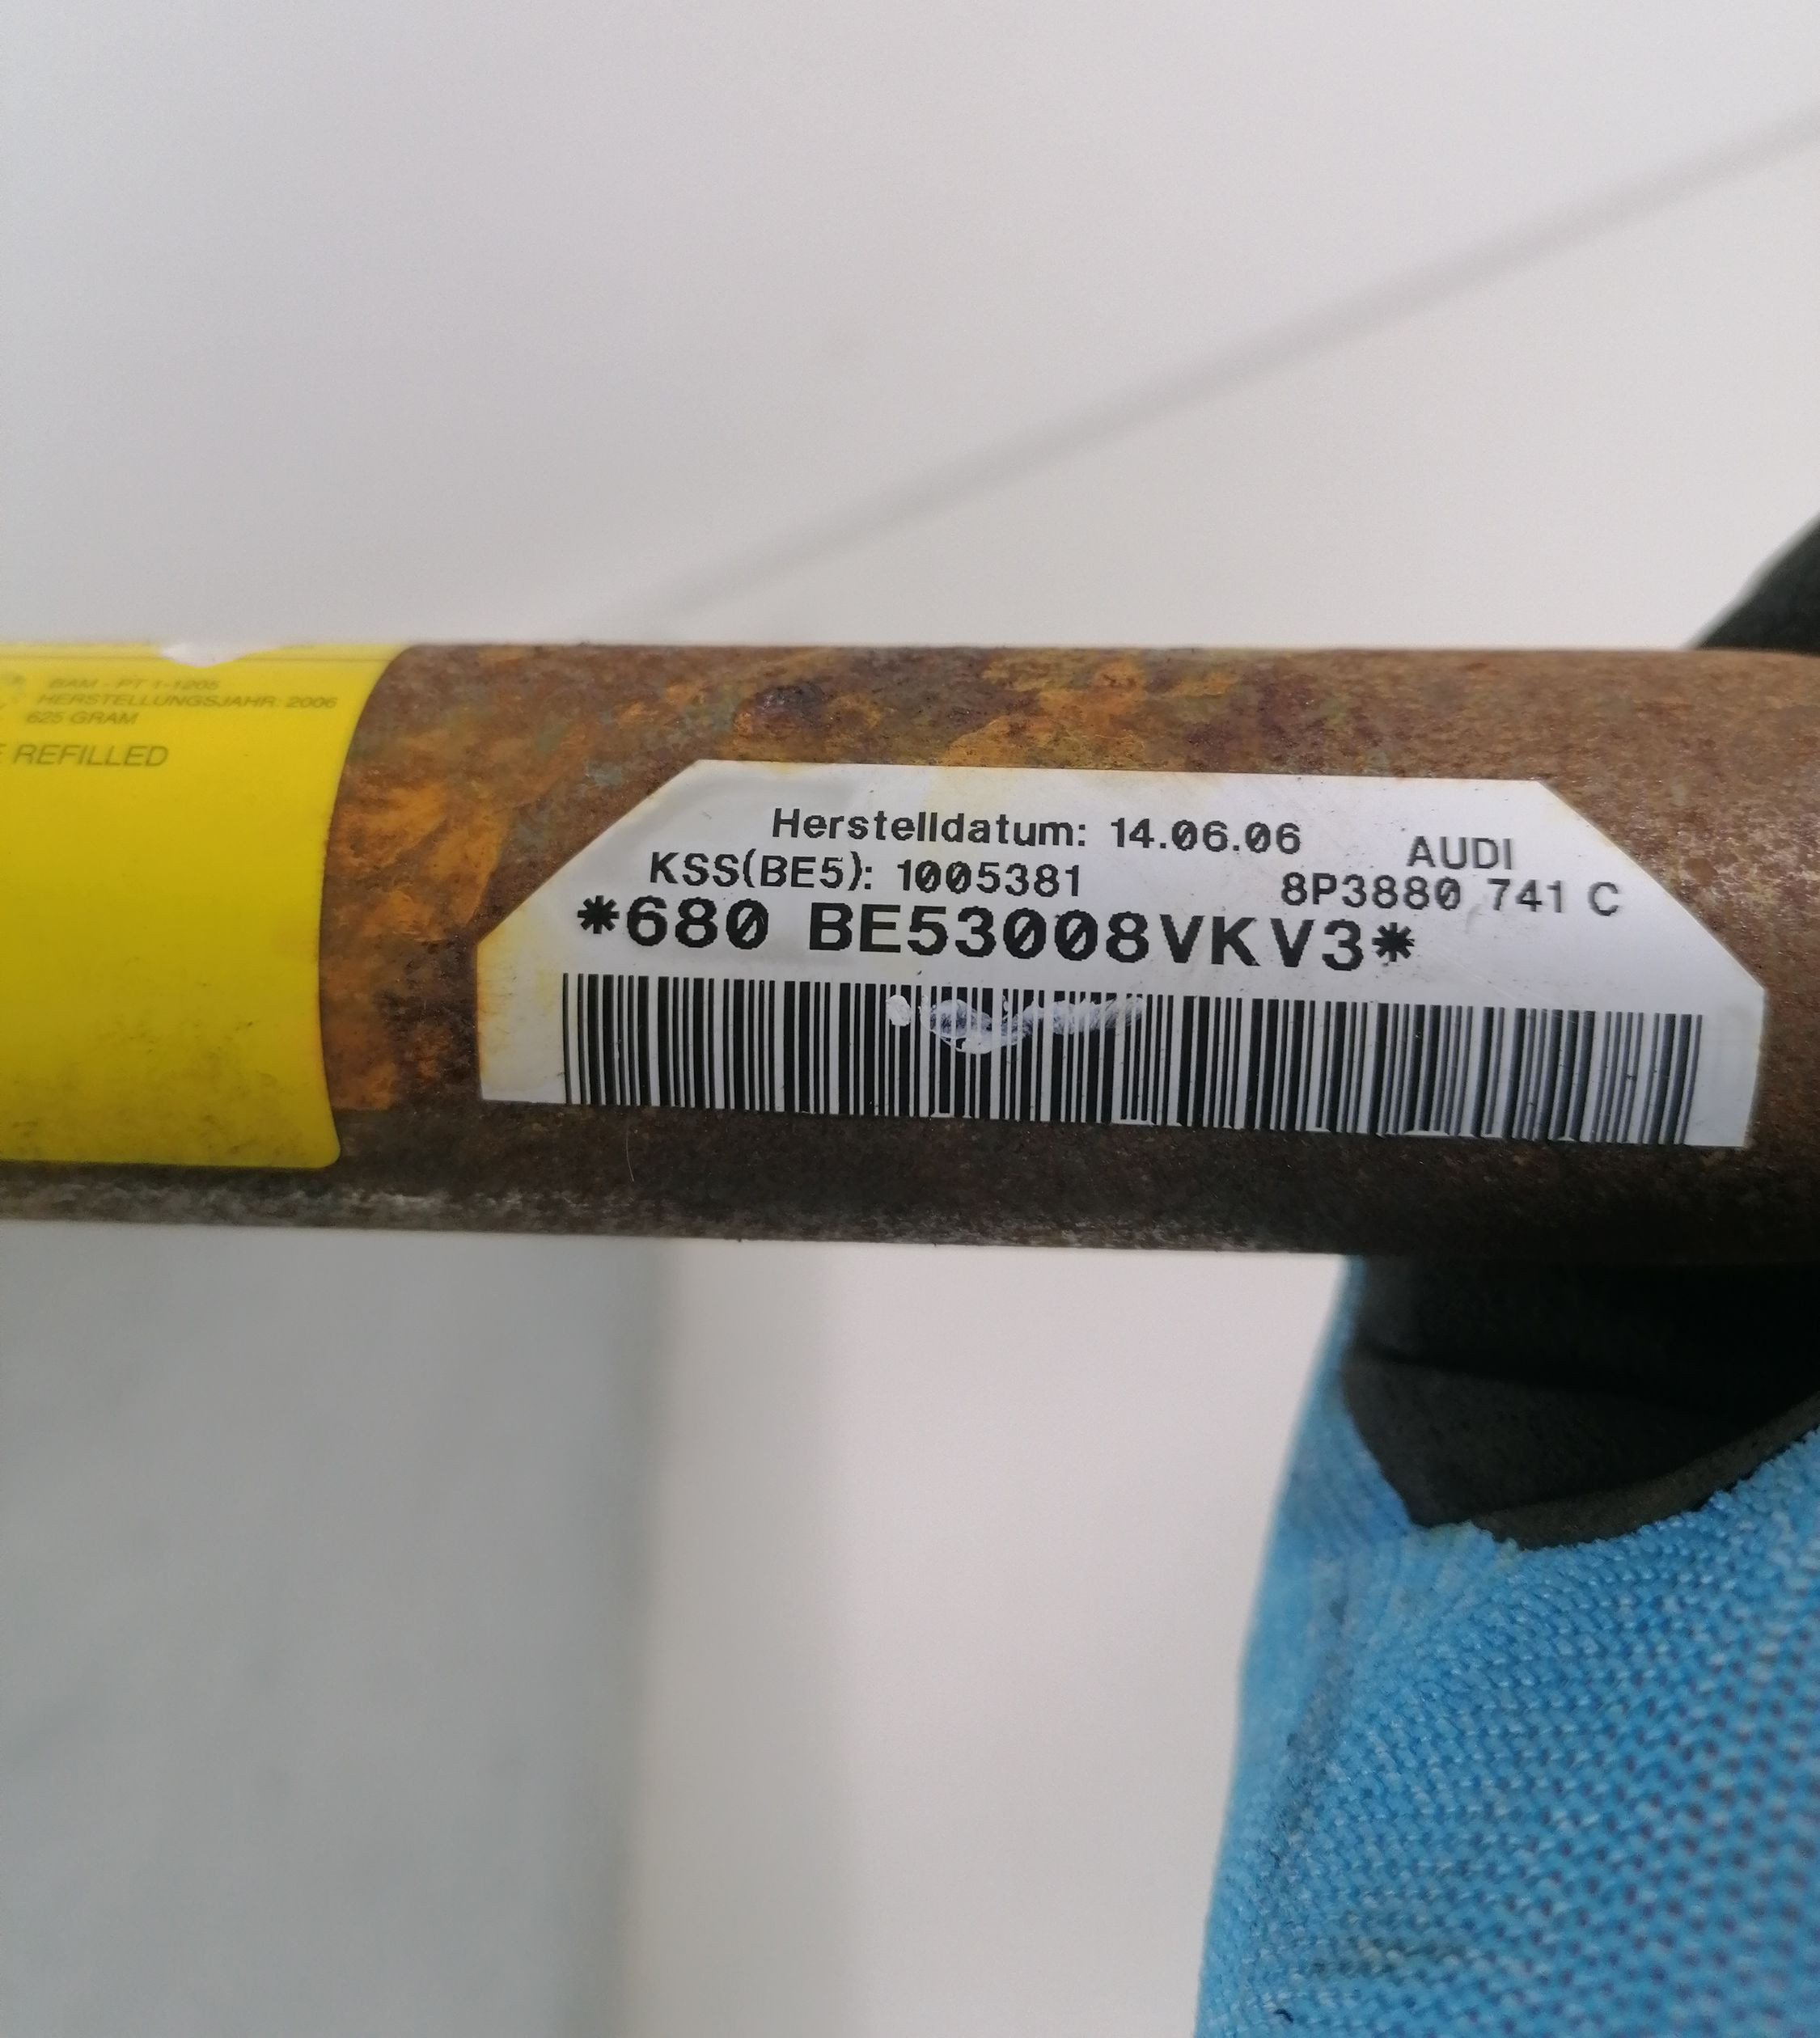 BAM - PT 1-1205
HERSTELLUNGSJAHR: 2006
625 GRAM
REFILLED
Herstelldatum: 14.06.06
AUDI
KSS(BE5): 1005381
8P3880 741 C
*680 BE53008VKV3*